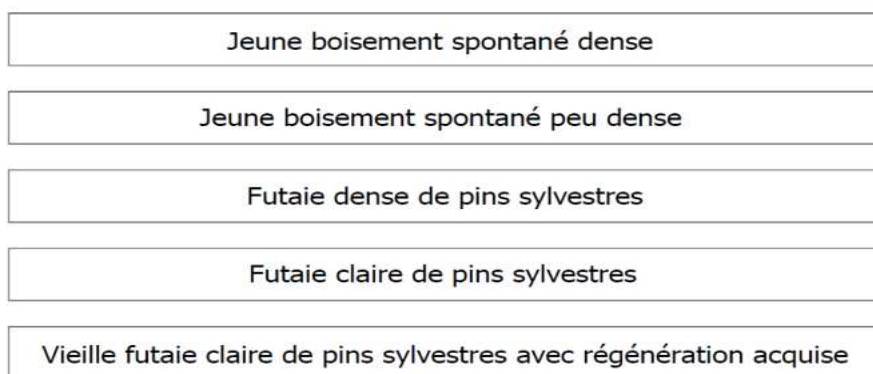 Jeune boisement spontané dense
Jeune boisement spontané peu dense
Futaie dense de pins sylvestres
Futaie claire de pins sylvestres
Vieille futaie claire de pins sylvestres avec régénération acquise